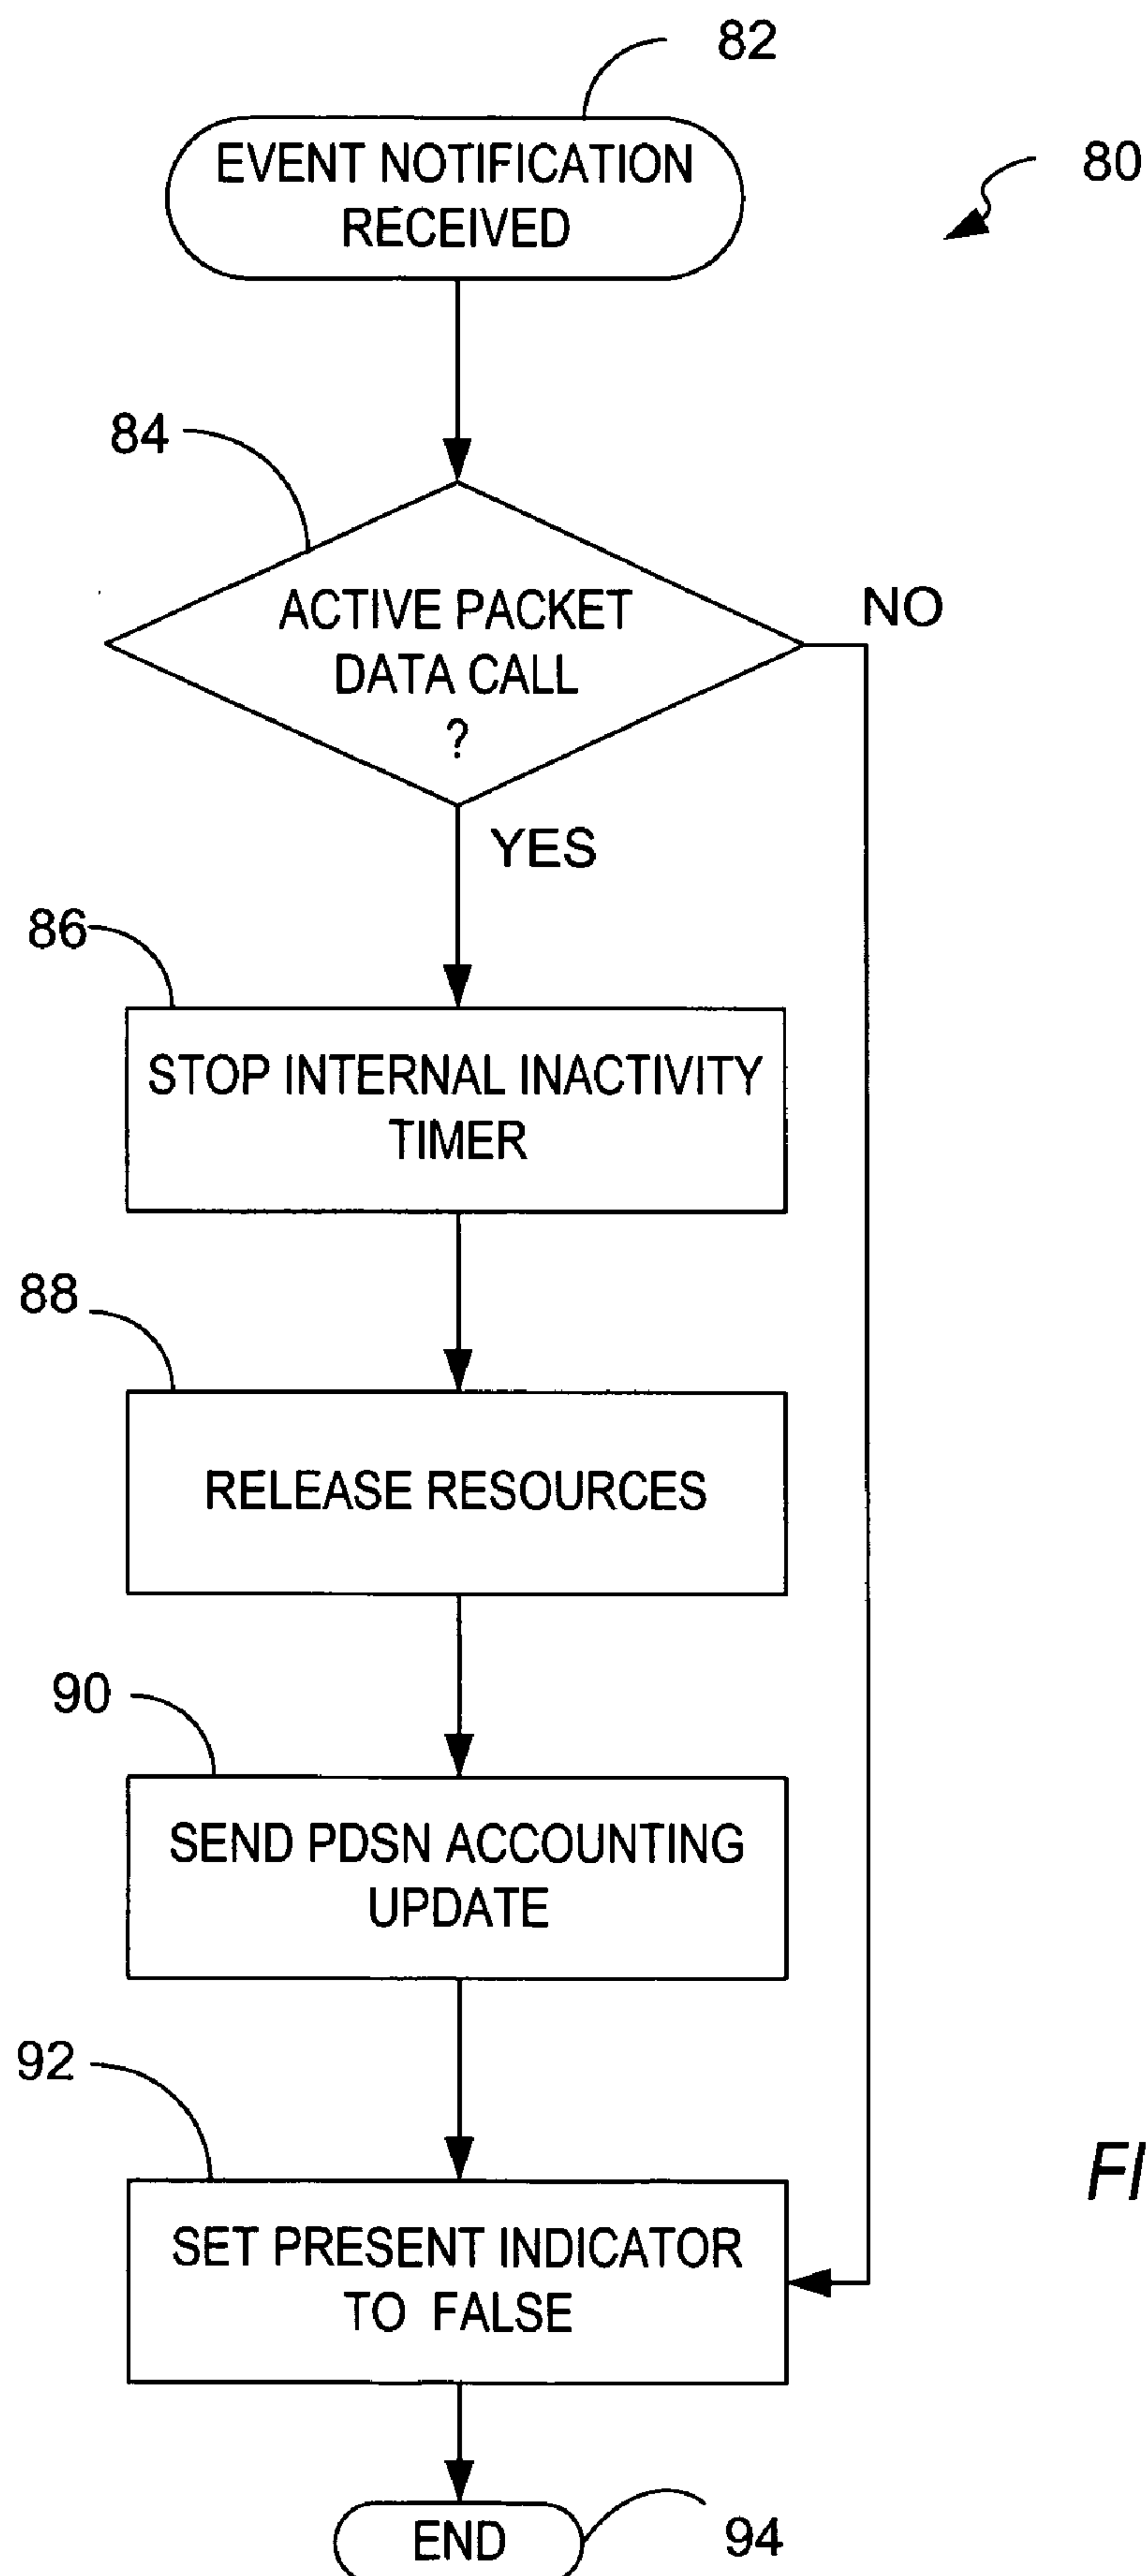 82
EVENT NOTIFICATION
RECEIVED
80
84
ACTIVE PACKET
DATA CALL
?
NO
YES
86
STOP INTERNAL INACTIVITY
TIMER
88
RELEASE RESOURCES
90
SEND PDSN ACCOUNTING
UPDATE
92
FI
SET PRESENT INDICATOR
TO FALSE
END
94